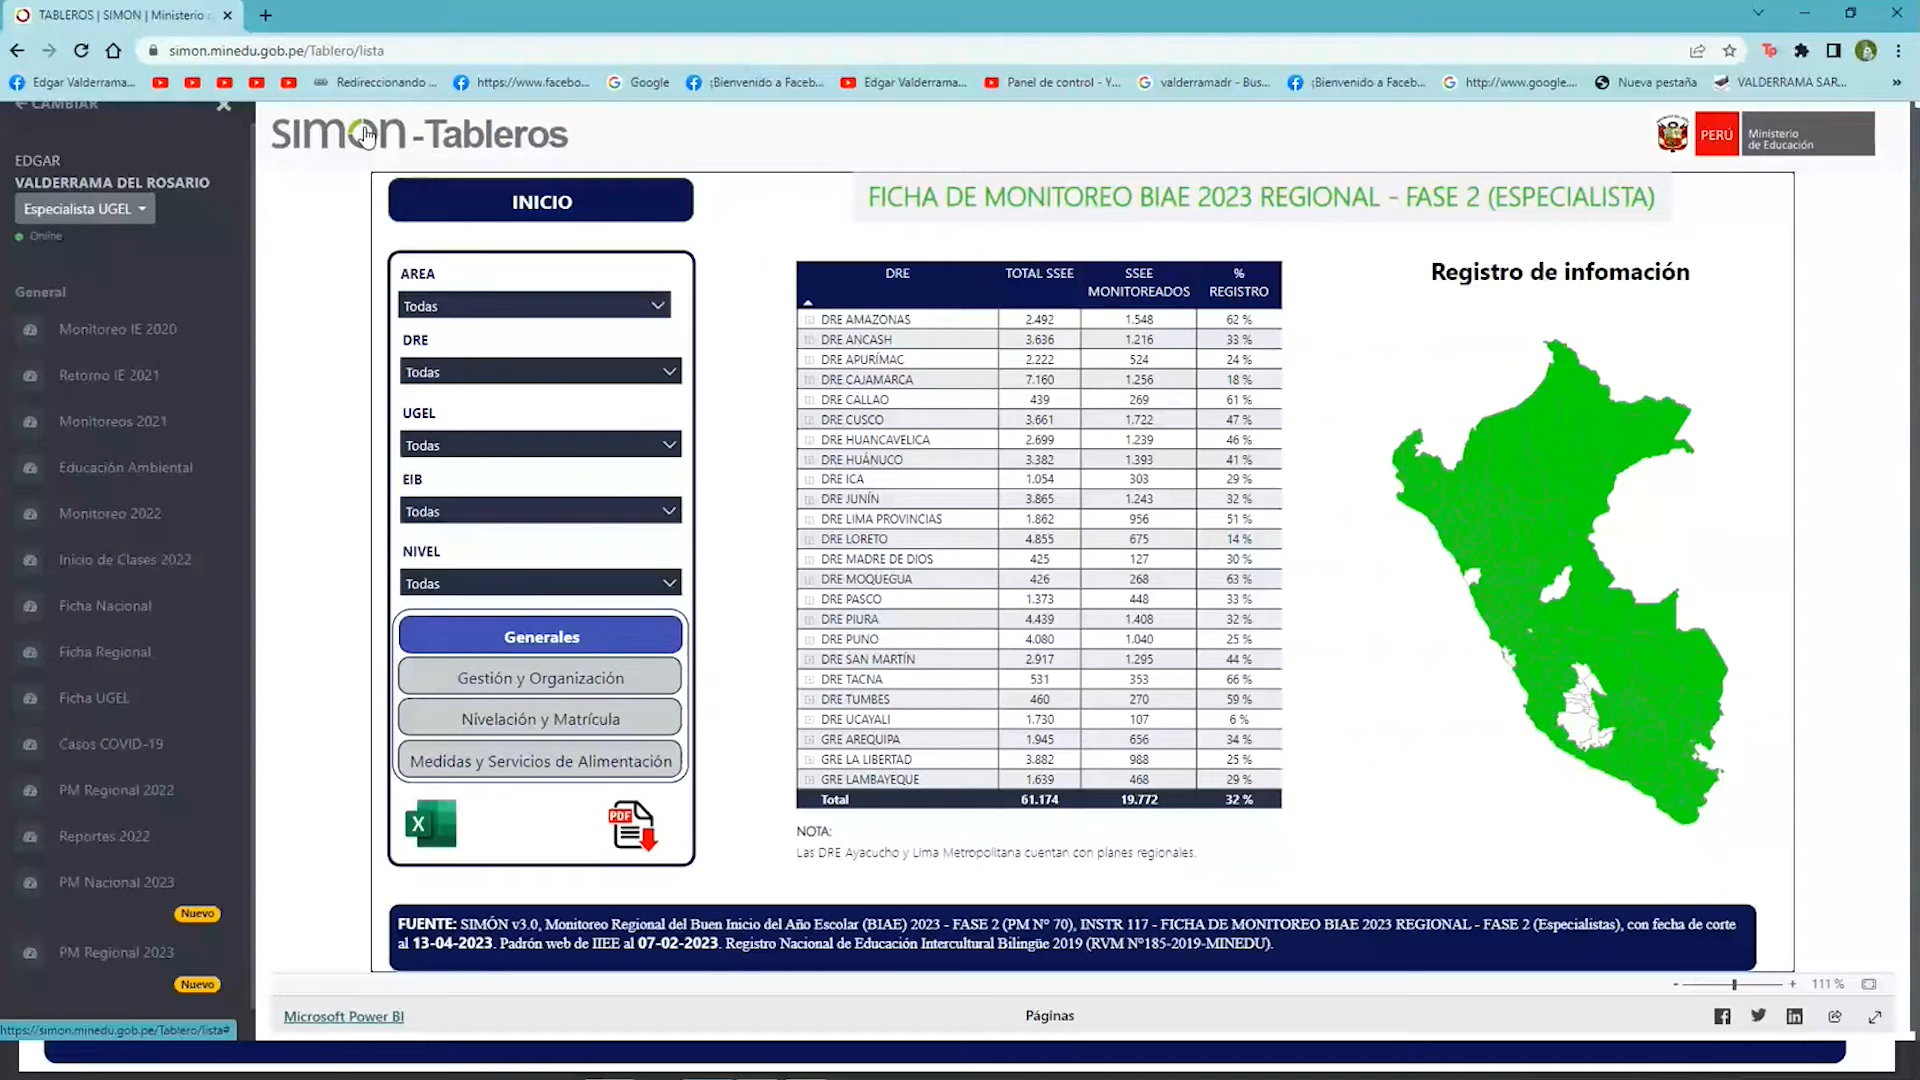 TABLEROS | SIMON | Ministerio
simon.minedu.gob.pe/Tablero/lista
Edgar Valderrama...
Redireccionando ...
https://www.facebo...
Google
¡Bienvenido a Faceb...
Edgar Valderrama...
Panel de control - Y...
valderramadr - Bus...
¡Bienvenido a Faceb...
http://www.google....
Nueva pestaña
VALDERRAMA SAR...
»
← CAMBIAR
EDGAR
VALDERRAMA DEL ROSARIO
Especialista UGEL
Online
General
Monitoreo IE 2020
Retorno IE 2021
Monitoreos 2021
Educación Ambiental
Monitoreo 2022
Inicio de Clases 2022
Ficha Nacional
Ficha Regional
Ficha UGEL
Casos COVID-19
PM Regional 2022
Reportes 2022
PM Nacional 2023
Nuevo
PM Regional 2023
Nuevo
https://simon.minedu.gob.pe/Tablero/lista#
simon -Tableros
PERÚ Ministerio
de Educación
INICIO
FICHA DE MONITOREO BIAE 2023 REGIONAL - FASE 2 (ESPECIALISTA)
AREA
Todas
DRE
Todas
UGEL
Todas
EIB
Todas
NIVEL
Todas
Generales
Gestión y Organización
Nivelación y Matrícula
Medidas y Servicios de Alimentación
X
PDF
DRE TOTAL SSEE SSEE MONITOREADOS % REGISTRO
DRE AMAZONAS 2.492 1.548 62 %
DRE ANCASH 3.636 1.216 33 %
DRE APURÍMAC 2.222 524 24 %
DRE CAJAMARCA 7.160 1.256 18 %
DRE CALLAO 439 269 61 %
DRE CUSCO 3.661 1.722 47 %
DRE HUANCAVELICA 2.699 1.239 46 %
DRE HUÁNUCO 3.382 1.393 41 %
DRE ICA 1.054 303 29 %
DRE JUNÍN 3.865 1.243 32 %
DRE LIMA PROVINCIAS 1.862 956 51 %
DRE LORETO 4.855 675 14 %
DRE MADRE DE DIOS 425 127 30 %
DRE MOQUEGUA 426 268 63 %
DRE PASCO 1.373 448 33 %
DRE PIURA 4.439 1.408 32 %
DRE PUNO 4.080 1.040 25 %
DRE SAN MARTÍN 2.917 1.295 44 %
DRE TACNA 531 353 66 %
DRE TUMBES 460 270 59 %
DRE UCAYALI 1.730 107 6 %
GRE AREQUIPA 1.945 656 34 %
GRE LA LIBERTAD 3.882 988 25 %
GRE LAMBAYEQUE 1.639 468 29 %
Total 61.174 19.772 32 %
NOTA:
Las DRE Ayacucho y Lima Metropolitana cuentan con planes regionales.
Registro de infomación
FUENTE: SIMÓN v3.0, Monitoreo Regional del Buen Inicio del Año Escolar (BIAE) 2023 - FASE 2 (PM Nº 70), INSTR 117 - FICHA DE MONITOREO BIAE 2023 REGIONAL - FASE 2 (Especialistas), con fecha de corte
al 13-04-2023. Padrón web de IIEE al 07-02-2023. Registro Nacional de Educación Intercultural Bilingüe 2019 (RVM Nº185-2019-MINEDU).
- + 111 %
Microsoft Power BI
Páginas